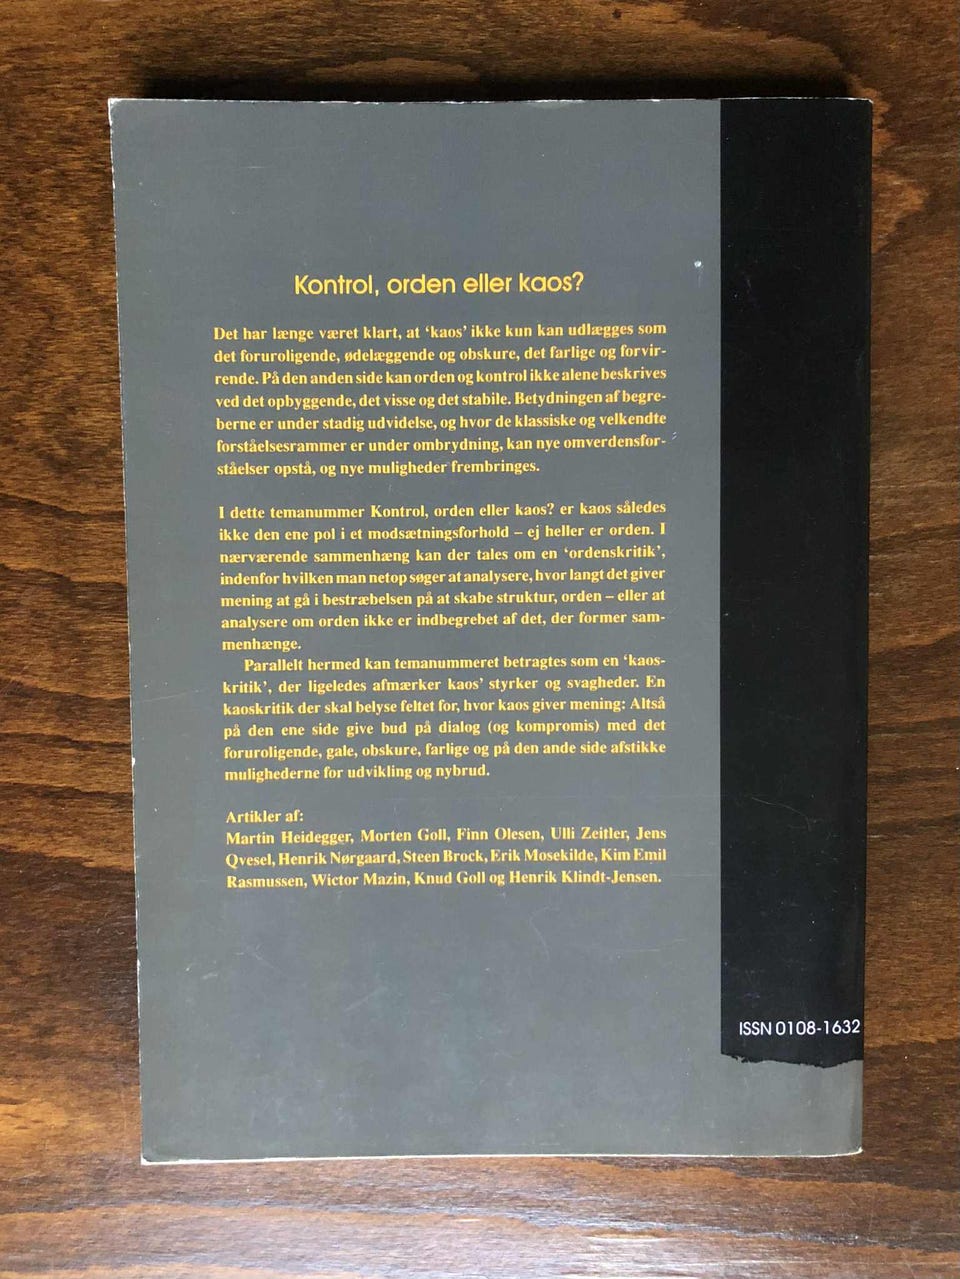 Kontrol, orden eller kaos?
Det har længe været klart, at ‘kaos’ ikke kun kan udlægges som
det foruroligende, ødelæggende og obskure, det farlige og forvir-
rende. På den anden side kan orden og kontrol ikke alene beskrives
ved det opbyggende, det visse og det stabile. Betydningen af begre-
berne er under stadig udvidelse, og hvor de klassiske og velkendte
forståelsesrammer er under ombrydning, kan nye omverdensfor-
ståelser opstå, og nye muligheder frembringes.
I dette temanummer Kontrol, orden eller kaos? er kaos således
ikke den ene pol i et modsætningsforhold – ej heller er orden. I
nærværende sammenhæng kan der tales om en ‘ordenskritik’,
indenfor hvilken man netop søger at analysere, hvor langt det giver
mening at gå i bestræbelsen på at skabe struktur, orden – eller at
analysere om orden ikke er indbegrebet af det, der former sam-
menhænge.
Parallelt hermed kan temanummeret betragtes som en ‘kaos-
kritik’, der ligeledes afmærker kaos’ styrker og svagheder. En
kaoskritik der skal belyse feltet for, hvor kaos giver mening: Altså
på den ene side give bud på dialog (og kompromis) med det
foruroligende, gale, obskure, farlige og på den ande side afstikke
mulighederne for udvikling og nybrud.
Artikler af:
Martin Heidegger, Morten Goll, Finn Olesen, Ulli Zeitler, Jens
Qvesel, Henrik Nørgaard, Steen Brock, Erik Mosekilde, Kim Emil
Rasmussen, Wictor Mazin, Knud Goll og Henrik Klindt-Jensen.
ISSN 0108-1632